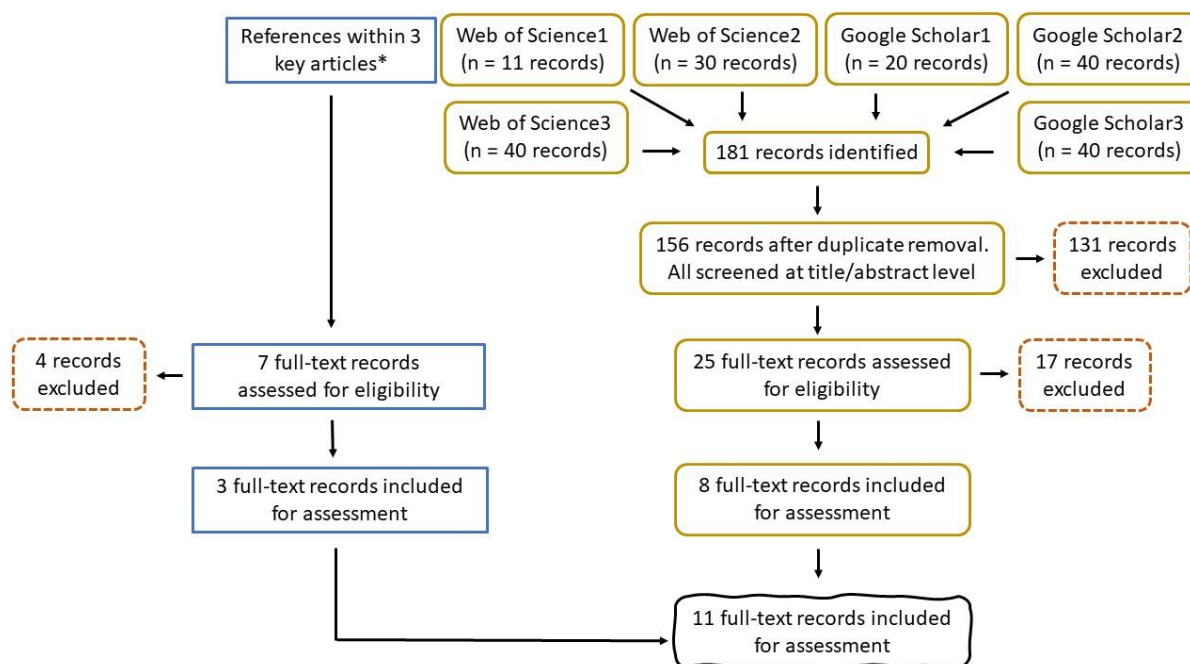 References within 3
key articles*
Web of Science1
(n = 11 records)
Web of Science2
(n = 30 records)
Google Scholar1
(n = 20 records)
Google Scholar2
(n = 40 records)
Web of Science3
(n = 40 records)
181 records identified
Google Scholar3
(n = 40 records)
156 records after duplicate removal.
All screened at title/abstract level
131 records
excluded
4 records
excluded
7 full-text records
assessed for eligibility
25 full-text records assessed
for eligibility
17 records
excluded
3 full-text records included
for assessment
8 full-text records included
for assessment
11 full-text records included
for assessment